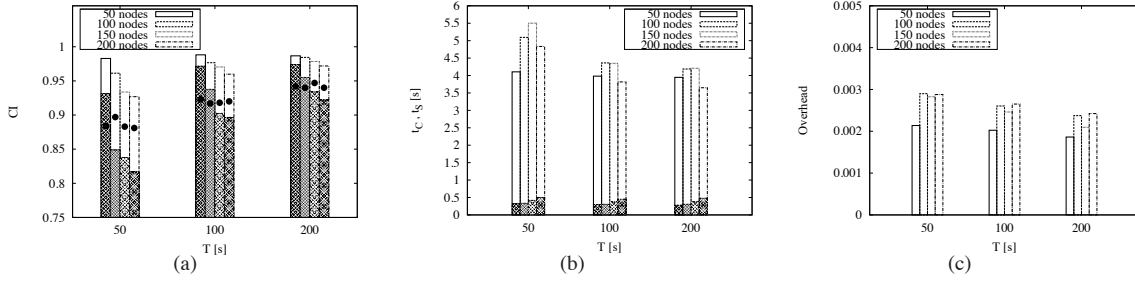 50 nodes
100 nodes
150 nodes
200 nodes
1
0.95
0.9
0.85
0.8
0.75
CI
50 100 200
T [s]
(a)
50 nodes
100 nodes
150 nodes
200 nodes
6
5.5
5
4.5
4
3.5
3
2.5
2
1.5
1
0.5
0
t_C , t_S [s]
50 100 200
T [s]
(b)
50 nodes
100 nodes
150 nodes
200 nodes
0.005
0.004
0.003
0.002
0.001
0
Overhead
50 100 200
T [s]
(c)